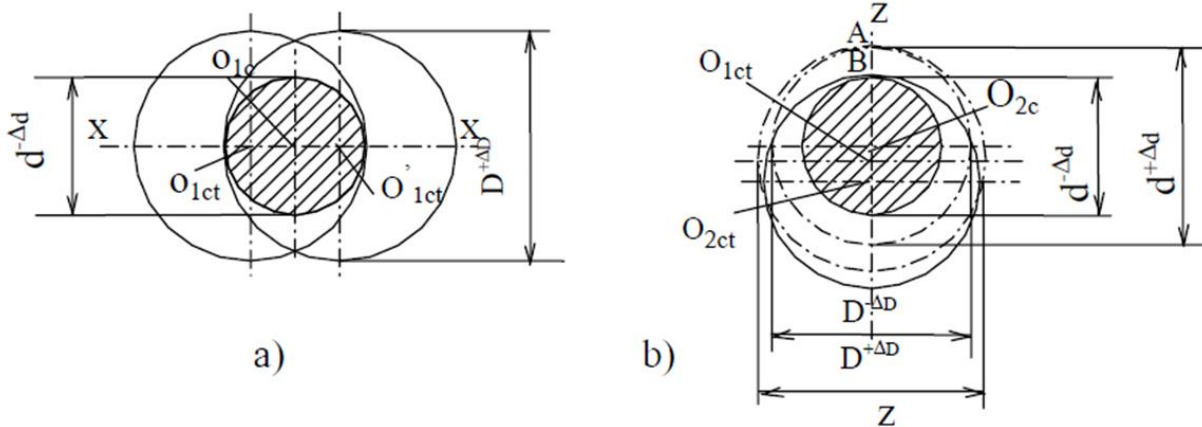 o₁c
d⁻Δd
X
X
D⁺ΔD
o₁ct
O’₁ct
a)
Z
A
B
O₁ct
O₂c
d⁻Δd
d⁺Δd
O₂ct
D⁻ΔD
D⁺ΔD
b)
Z